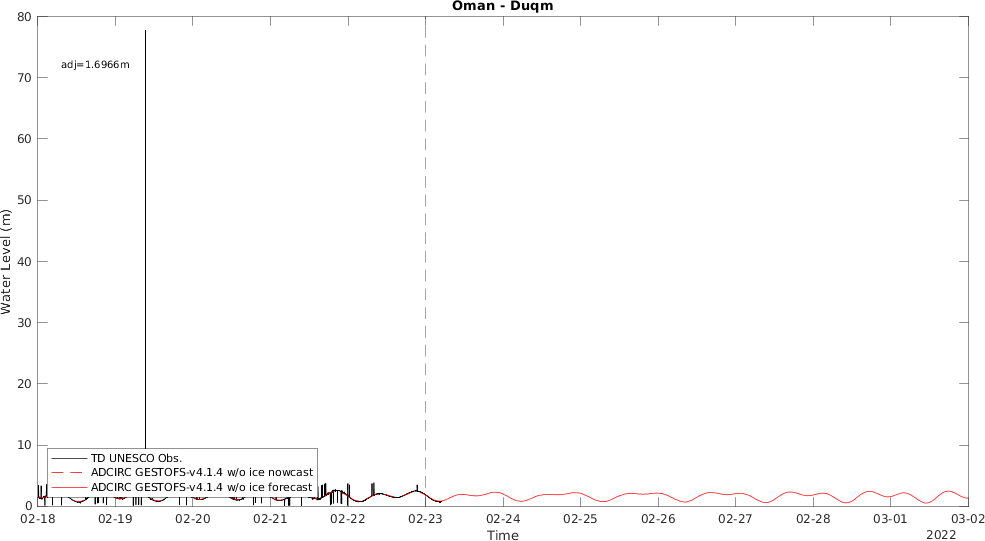 Oman - Duqm
80
70
60
50
40
30
20
10
0
Water Level (m)
adj=1.6966m
TD UNESCO Obs.
ADCIRC GESTOFS-v4.1.4 w/o ice nowcast
ADCIRC GESTOFS-v4.1.4 w/o ice forecast
02-18 02-19 02-20 02-21 02-22 02-23 02-24 02-25 02-26 02-27 02-28 03-01 03-02
Time
2022